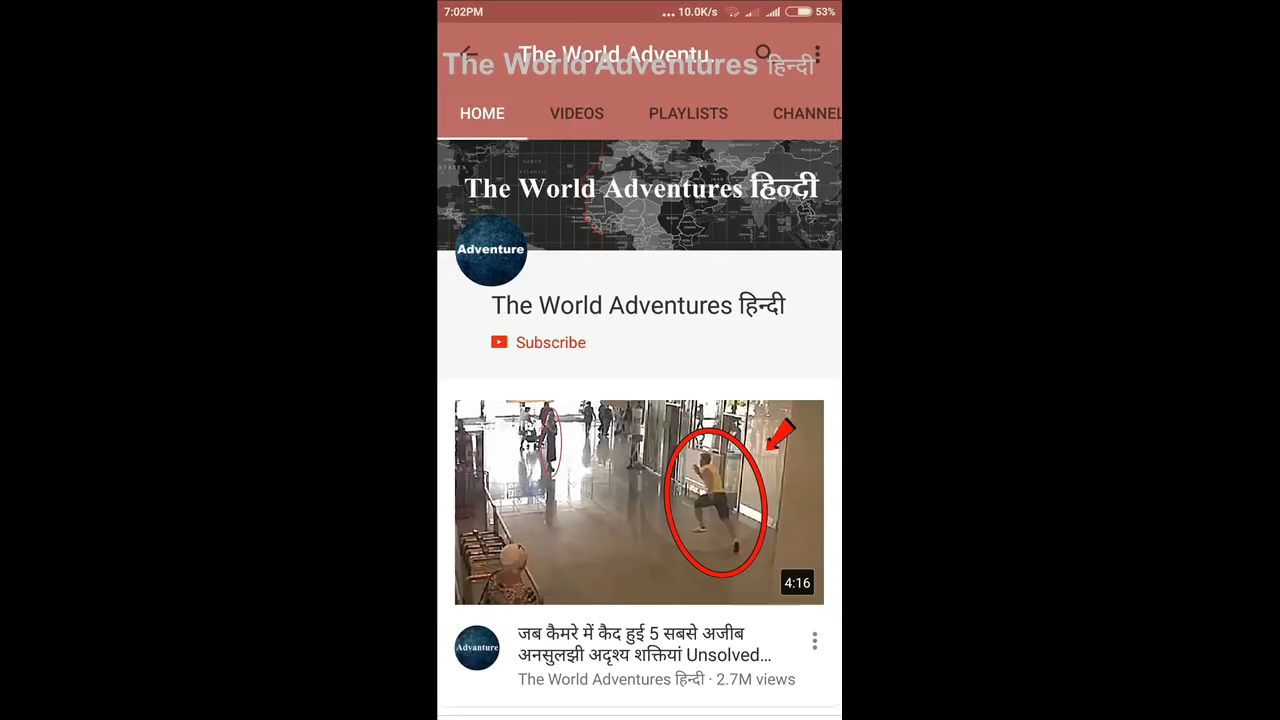 7:02PM
... 10.0K/s
53%
The World Adventu...
The World Adventures हिन्दी
HOME
VIDEOS
PLAYLISTS
CHANNEL
The World Adventures हिन्दी
Adventure
The World Adventures हिन्दी
Subscribe
4:16
Advanture
जब कैमरे में कैद हुई 5 सबसे अजीब
अनसुलझी अदृश्य शक्तियां Unsolved...
The World Adventures हिन्दी · 2.7M views